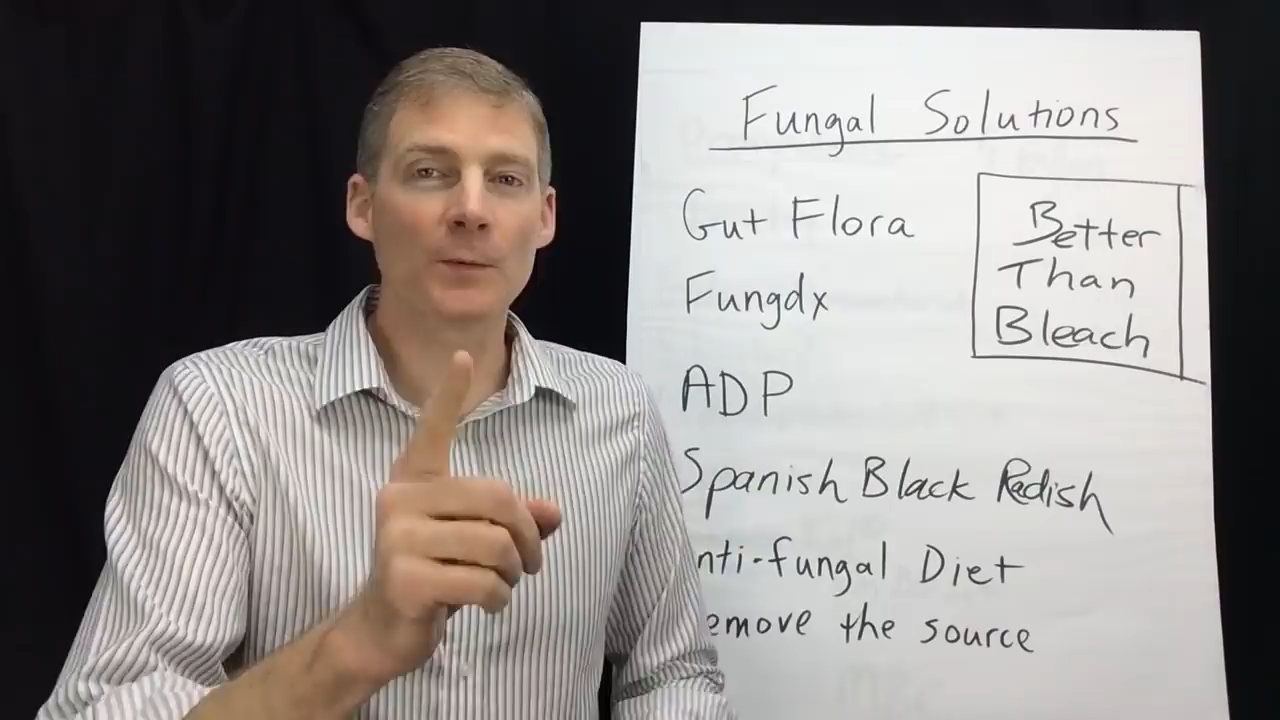 Fungal Solutions
Gut Flora
Fungdx
ADP
Spanish Black Radish
nti-fungal Diet
emove the source
Better
Than
Bleach